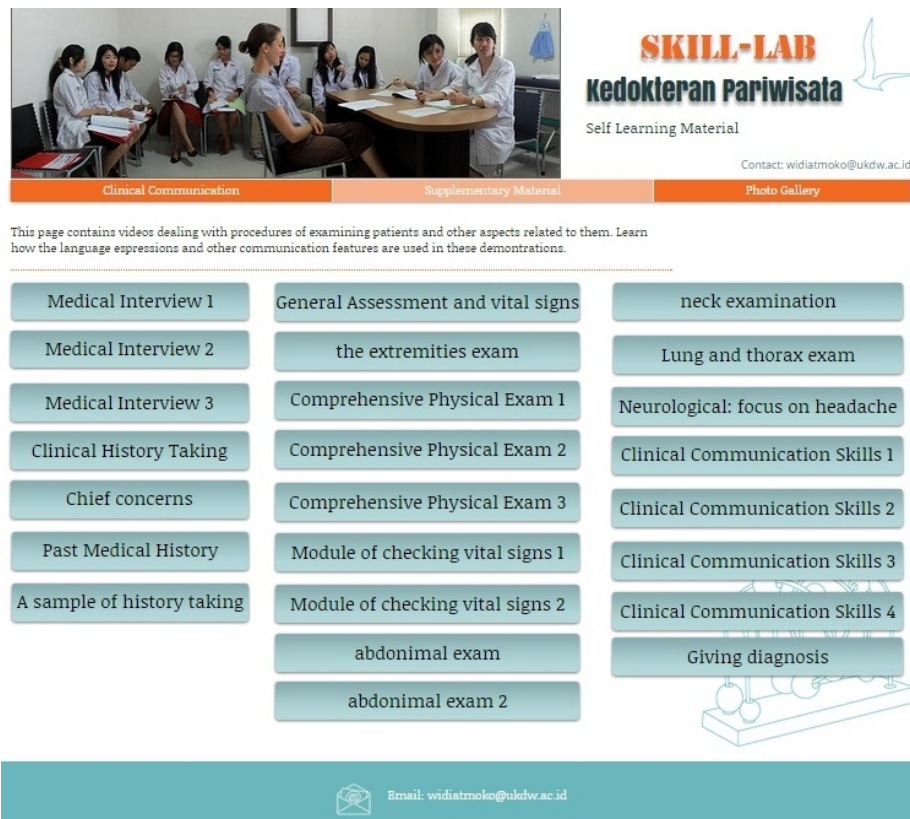 SKILL-LAB
Kedokteran Pariwisata
Self Learning Material
Contact: widiatmoko@ukdw.ac.id
Clinical Communication
Supplementary Material
Photo Gallery
This page contains videos dealing with procedures of examining patients and other aspects related to them. Learn
how the language espressions and other communication features are used in these demontrations.
Medical Interview 1
Medical Interview 2
Medical Interview 3
Clinical History Taking
Chief concerns
Past Medical History
A sample of history taking
General Assessment and vital signs
the extremities exam
Comprehensive Physical Exam 1
Comprehensive Physical Exam 2
Comprehensive Physical Exam 3
Module of checking vital signs 1
Module of checking vital signs 2
abdonimal exam
abdonimal exam 2
neck examination
Lung and thorax exam
Neurological: focus on headache
Clinical Communication Skills 1
Clinical Communication Skills 2
Clinical Communication Skills 3
Clinical Communication Skills 4
Giving diagnosis
Email: widiatmoko@ukdw.ac.id